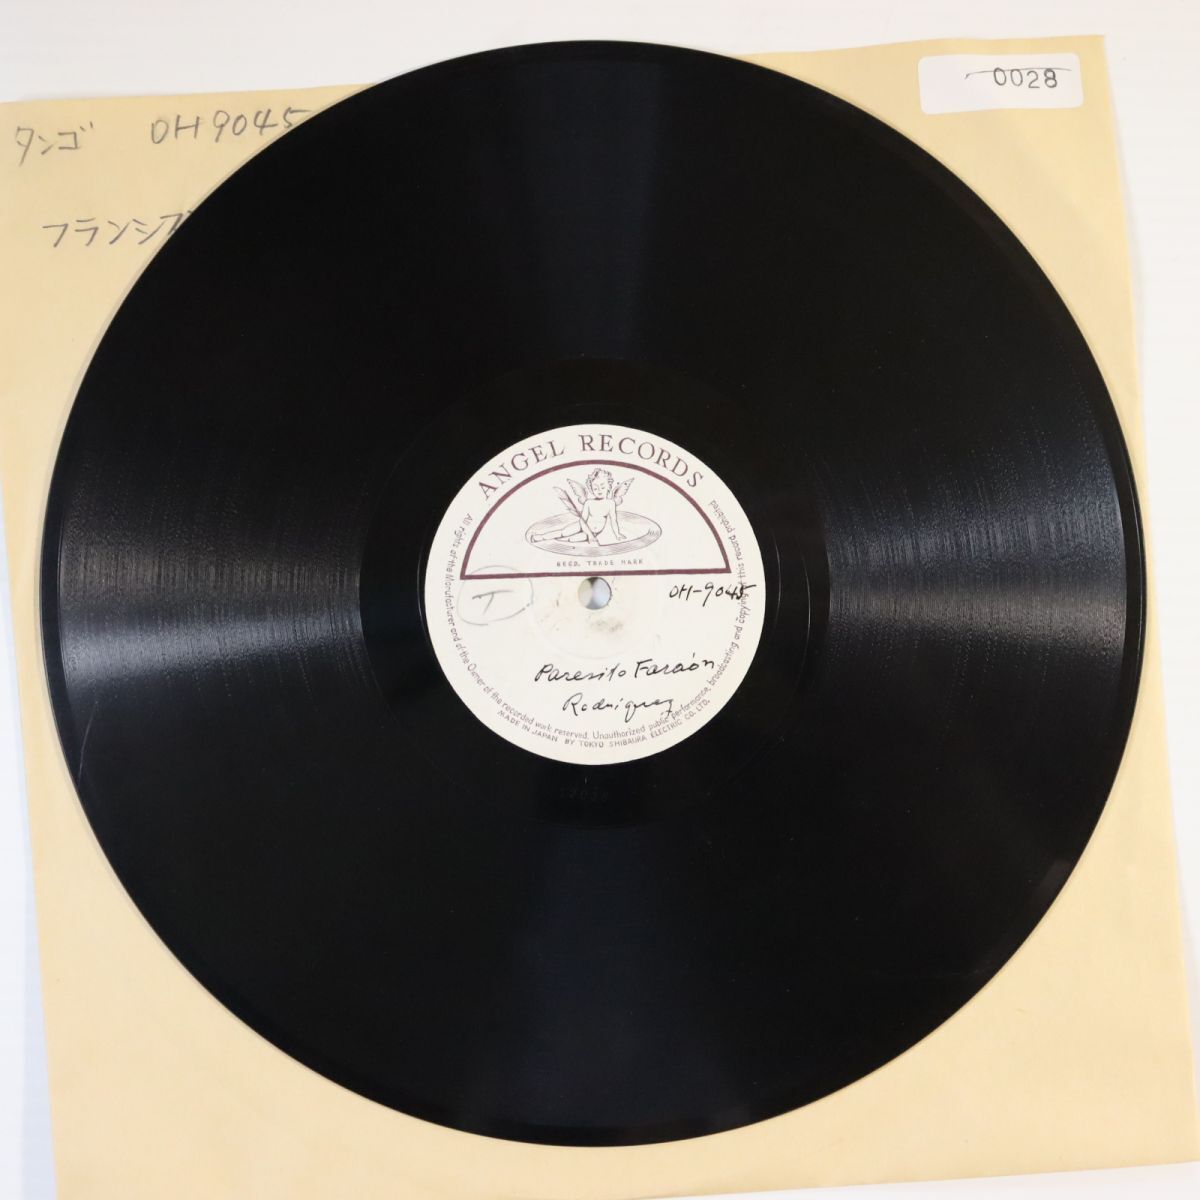 0028
タンゴ OH9045
フランシス
ANGEL RECORDS
REGD. TRADE MARK
T
OH-9045
Paresito Faraón
Rodriguez
All rights of the Manufacturer and of the Owner of the recorded work reserved. Unauthorized public performance, broadcasting and copying of this record prohibited
MADE IN JAPAN BY TOKYO SHIBAURA ELECTRIC CO. LTD.